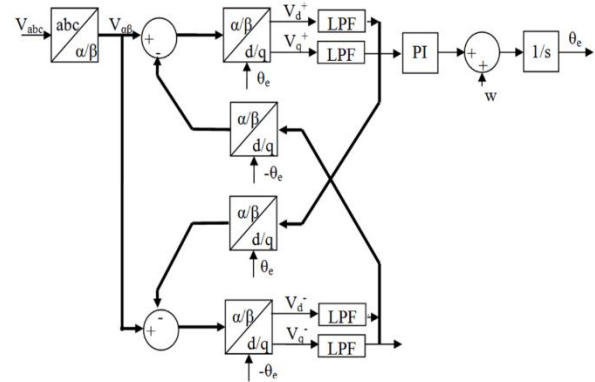 V_abc
abc
α/β
V_αβ
+
-
α/β
d/q
θ_e
V_d^+
LPF
V_q^+
LPF
PI
+
+
w
1/s
θ_e
α/β
d/q
-θ_e
α/β
d/q
θ_e
-
+
α/β
d/q
-θ_e
V_d^-
LPF
V_q^-
LPF